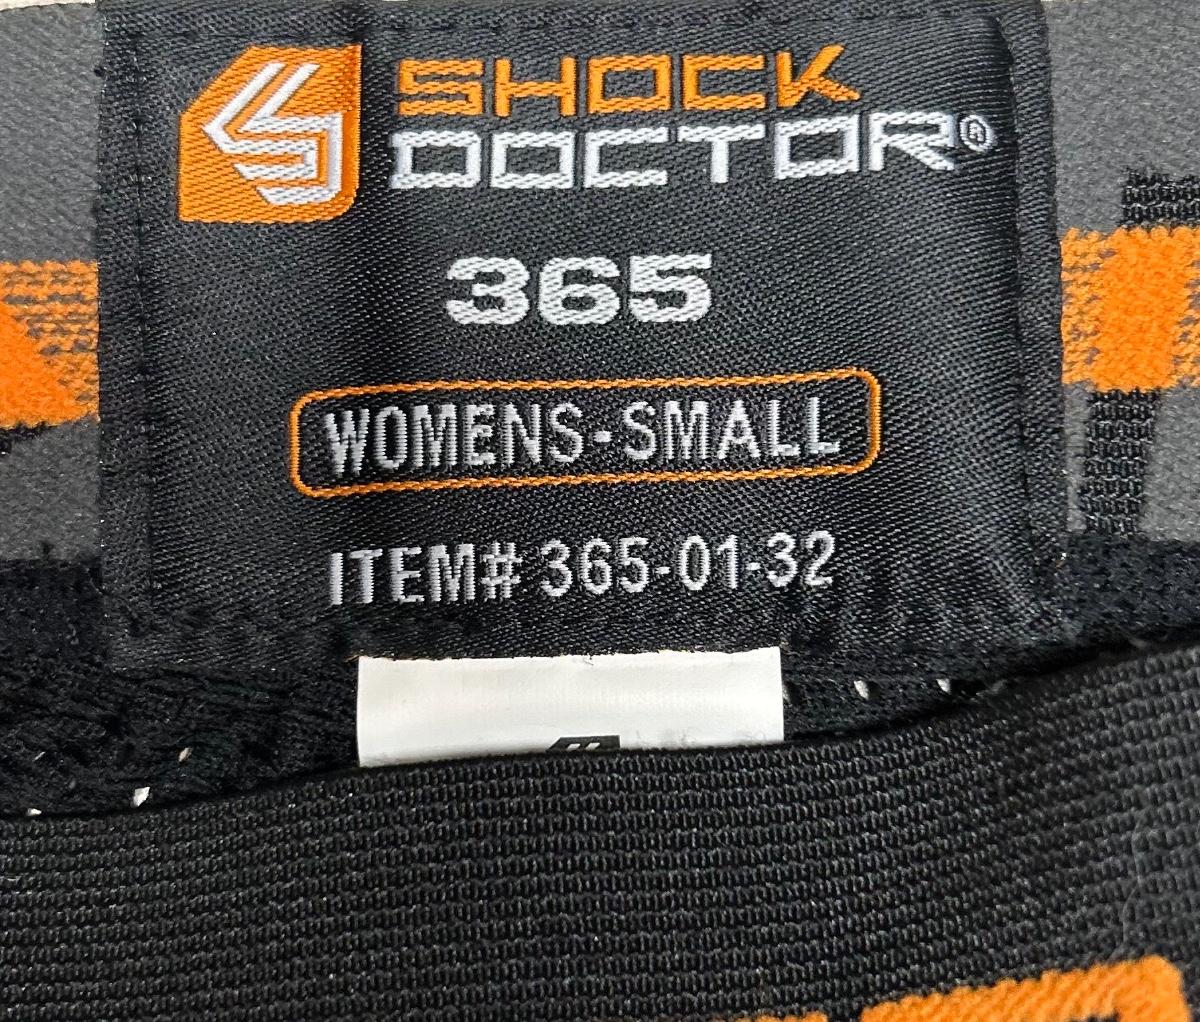 SHOCK
DOCTOR®
365
WOMENS-SMALL
ITEM# 365-01-32